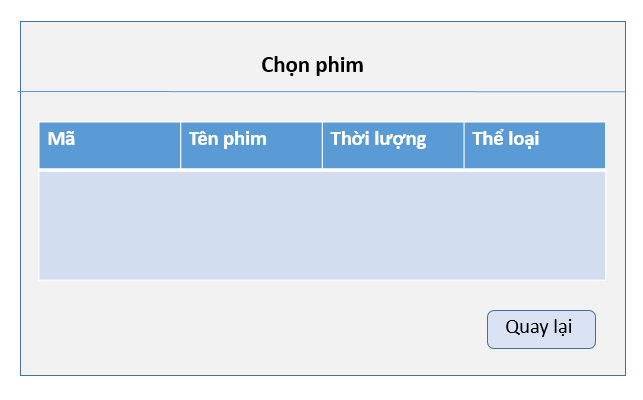 Chọn phim
Mã Tên phim Thời lượng Thể loại
Quay lại